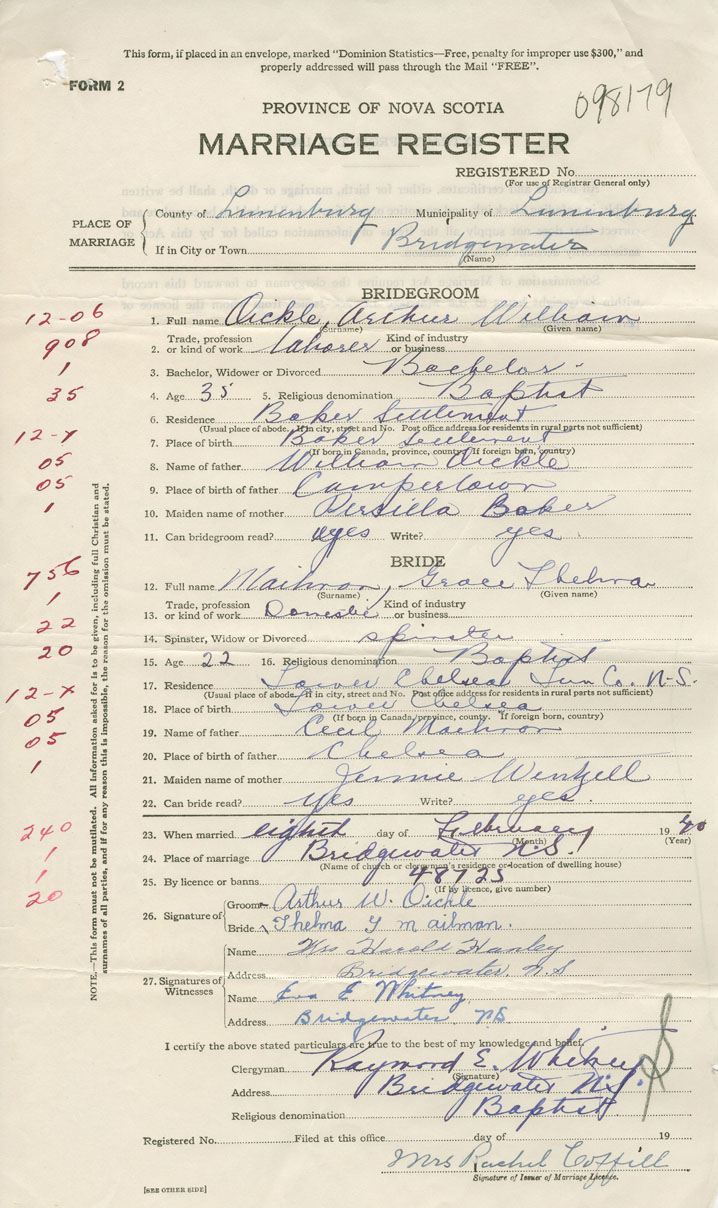 This form, if placed in an envelope, marked "Dominion Statistics—Free, penalty for improper use $300," and
properly addressed will pass through the Mail "FREE".
FORM 2
098179
PROVINCE OF NOVA SCOTIA
MARRIAGE REGISTER
REGISTERED No.
(For use of Registrar General only)
PLACE OF MARRIAGE
County of Lunenburg Municipality of Lunenburg
If in City or Town Bridgewater
(Name)
BRIDEGROOM
12-06
1. Full name Oickle, Arthur William
(Surname) (Given name)
908
2. Trade, profession or kind of work laborer Kind of industry or business
1
3. Bachelor, Widower or Divorced Bachelor
35
4. Age 35 5. Religious denomination Baptist
6. Residence Baker Settlement
(Usual place of abode. If in city, street and No. Post office address for residents in rural parts not sufficient)
12-X
7. Place of birth Baker Settlement
(If born in Canada, province, county. If foreign born, country)
05
8. Name of father William Oickle
05
9. Place of birth of father Campertown
1
10. Maiden name of mother Persilla Baker
11. Can bridegroom read? yes Write? yes
BRIDE
756
12. Full name Mailman, Grace Thelma
(Surname) (Given name)
1
13. Trade, profession or kind of work Domestic Kind of industry or business
22
14. Spinster, Widow or Divorced spinster
20
15. Age 22 16. Religious denomination Baptist
17. Residence Lower Chelsea Lun Co. N.S.
(Usual place of abode. If in city, street and No. Post office address for residents in rural parts not sufficient)
12-X
18. Place of birth Lower Chelsea
(If born in Canada, province, county. If foreign born, country)
05
19. Name of father Cecil Mailman
05
20. Place of birth of father Chelsea
1
21. Maiden name of mother Jennie Wentzell
22. Can bride read? yes Write? yes
240
23. When married eighth day of February 1940
(Month) (Year)
1
24. Place of marriage Bridgewater N.S.
(Name of church or clergyman's residence or location of dwelling house)
1
25. By licence or banns 48725
(If by licence, give number)
20
26. Signature of
Groom Arthur W. Oickle
Bride Thelma G Mailman.
27. Signatures of Witnesses
Name Mrs Harold Hanley
Address Bridgewater, N.S
Name Eva E. Whitney
Address Bridgewater, NS
I certify the above stated particulars are true to the best of my knowledge and belief.
Clergyman Raymond E. Whitney
(Signature)
Address Bridgewater N.S.
Religious denomination Baptist
Registered No. Filed at this office day of 19
Mrs Rachel Coffill
Signature of Issuer of Marriage Licence.
[SEE OTHER SIDE]
NOTE.—This form must not be mutilated. All Information asked for is to be given, including full Christian and
surnames of all parties, and if for any reason this is impossible, the reason for the omission must be stated.